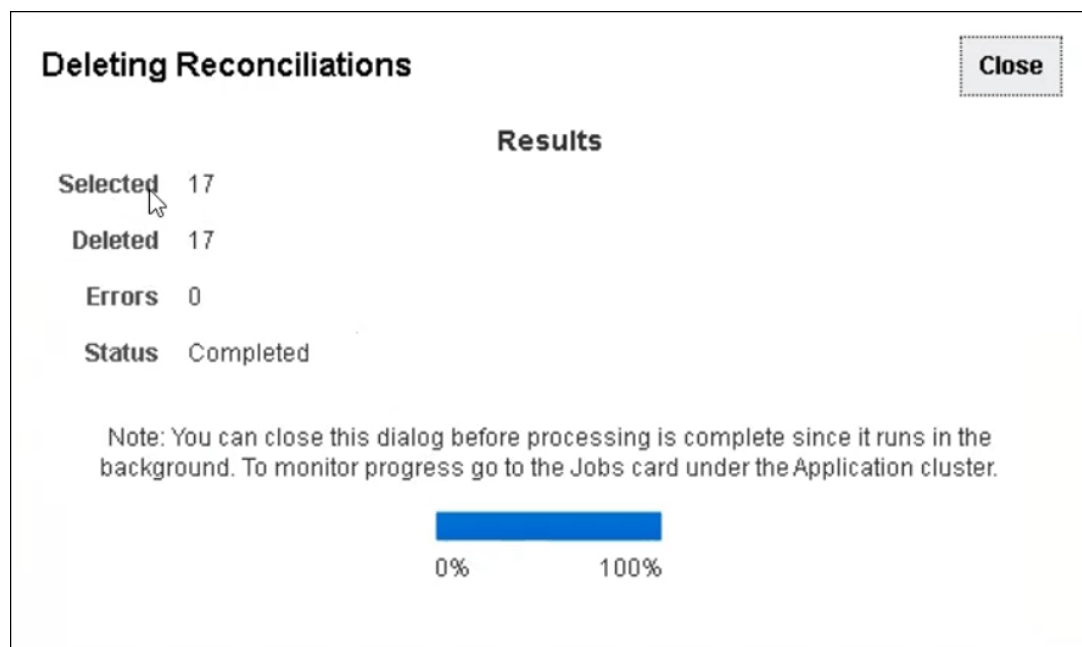 Deleting Reconciliations
Close
Results
Selected 17
Deleted 17
Errors 0
Status Completed
Note: You can close this dialog before processing is complete since it runs in the
background. To monitor progress go to the Jobs card under the Application cluster.
0% 100%